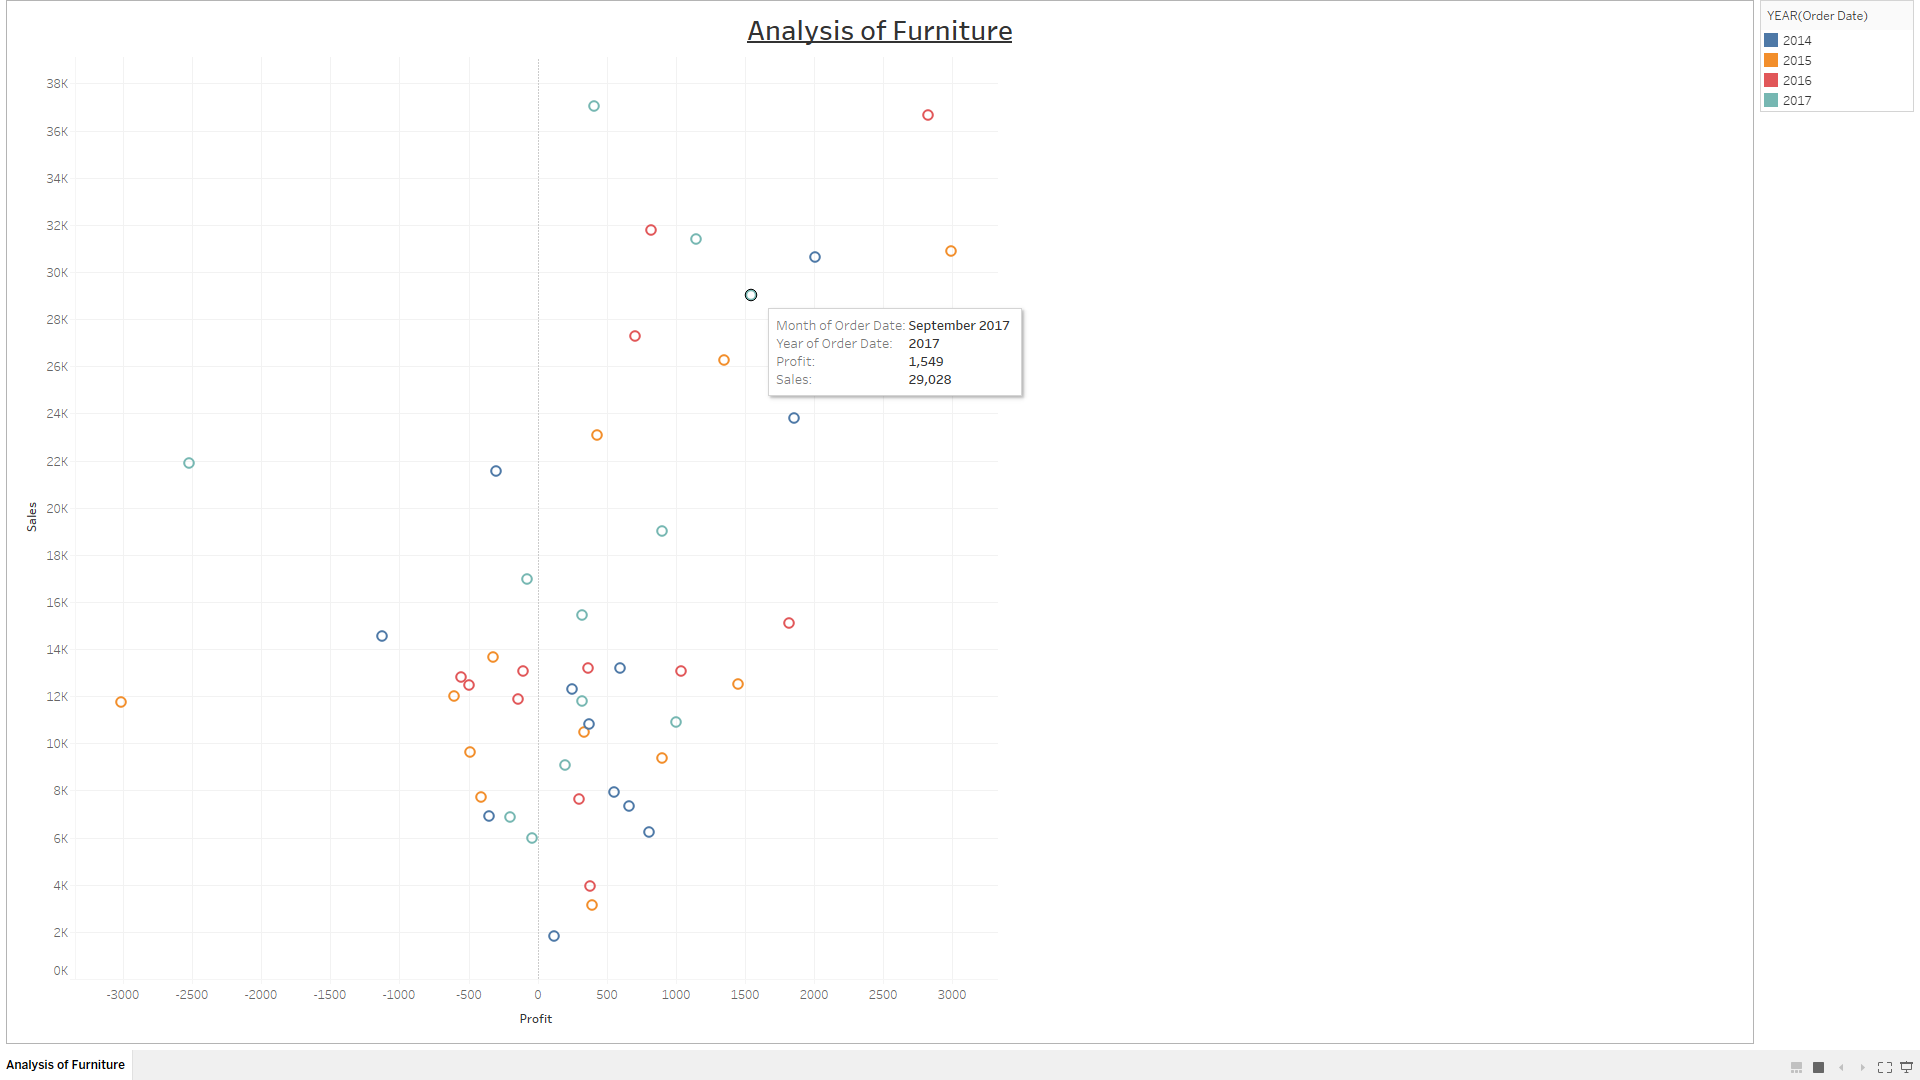 Analysis of Furniture
YEAR(Order Date)
2014
2015
2016
2017
38K
36K
34K
32K
30K
28K
26K
24K
22K
20K
18K
16K
14K
12K
10K
8K
6K
4K
2K
0K
Sales
Month of Order Date: September 2017
Year of Order Date: 2017
Profit: 1,549
Sales: 29,028
-3000 -2500 -2000 -1500 -1000 -500 0 500 1000 1500 2000 2500 3000
Profit
Analysis of Furniture